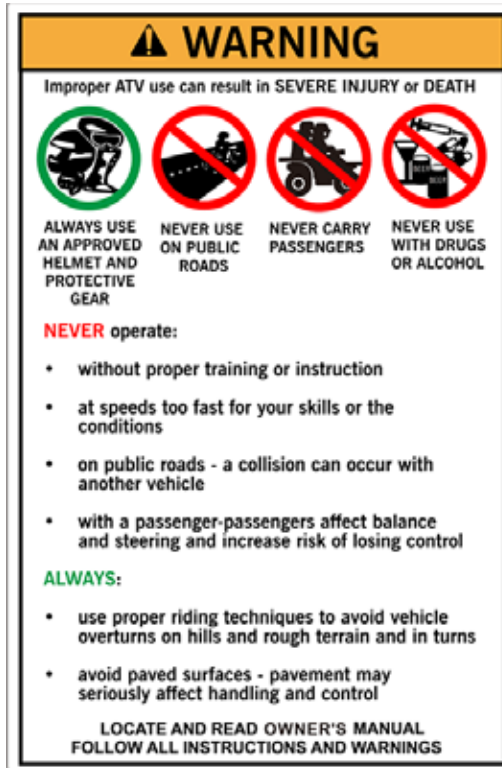 WARNING
Improper ATV use can result in SEVERE INJURY or DEATH
ALWAYS USE
AN APPROVED
HELMET AND
PROTECTIVE
GEAR
NEVER USE
ON PUBLIC
ROADS
NEVER CARRY
PASSENGERS
BEER
BEER
NEVER USE
WITH DRUGS
OR ALCOHOL
NEVER operate:
• without proper training or instruction
• at speeds too fast for your skills or the
conditions
• on public roads - a collision can occur with
another vehicle
• with a passenger-passengers affect balance
and steering and increase risk of losing control
ALWAYS:
• use proper riding techniques to avoid vehicle
overturns on hills and rough terrain and in turns
• avoid paved surfaces - pavement may
seriously affect handling and control
LOCATE AND READ OWNER'S MANUAL
FOLLOW ALL INSTRUCTIONS AND WARNINGS